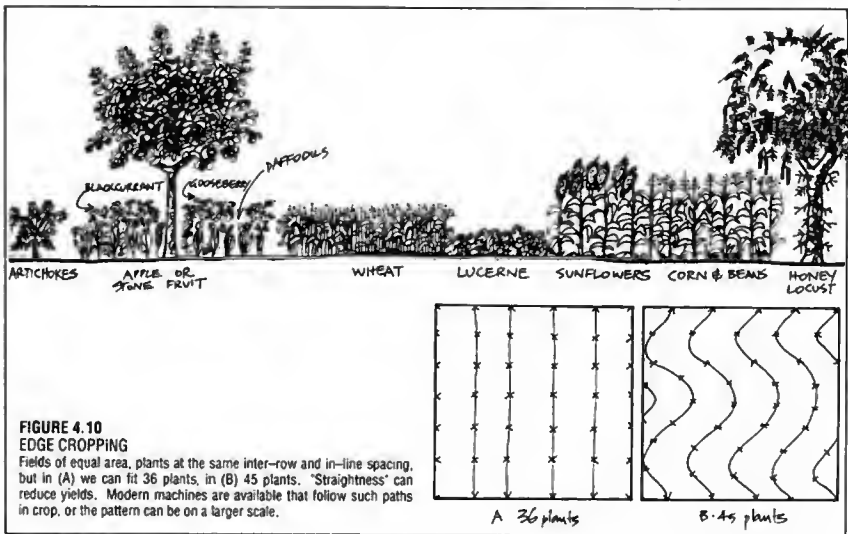 DAFFODILS
BLACKCURRANT GOOSEBERRY
ARTICHOKES APPLE OR STONE FRUIT WHEAT LUCERNE SUNFLOWERS CORN & BEANS HONEY LOCUST
FIGURE 4.10
EDGE CROPPING
Fields of equal area, plants at the same inter–row and in–line spacing,
but in (A) we can fit 36 plants, in (B) 45 plants. "Straightness" can
reduce yields. Modern machines are available that follow such paths
in crop, or the pattern can be on a larger scale.
A 36 plants
B·45 plants